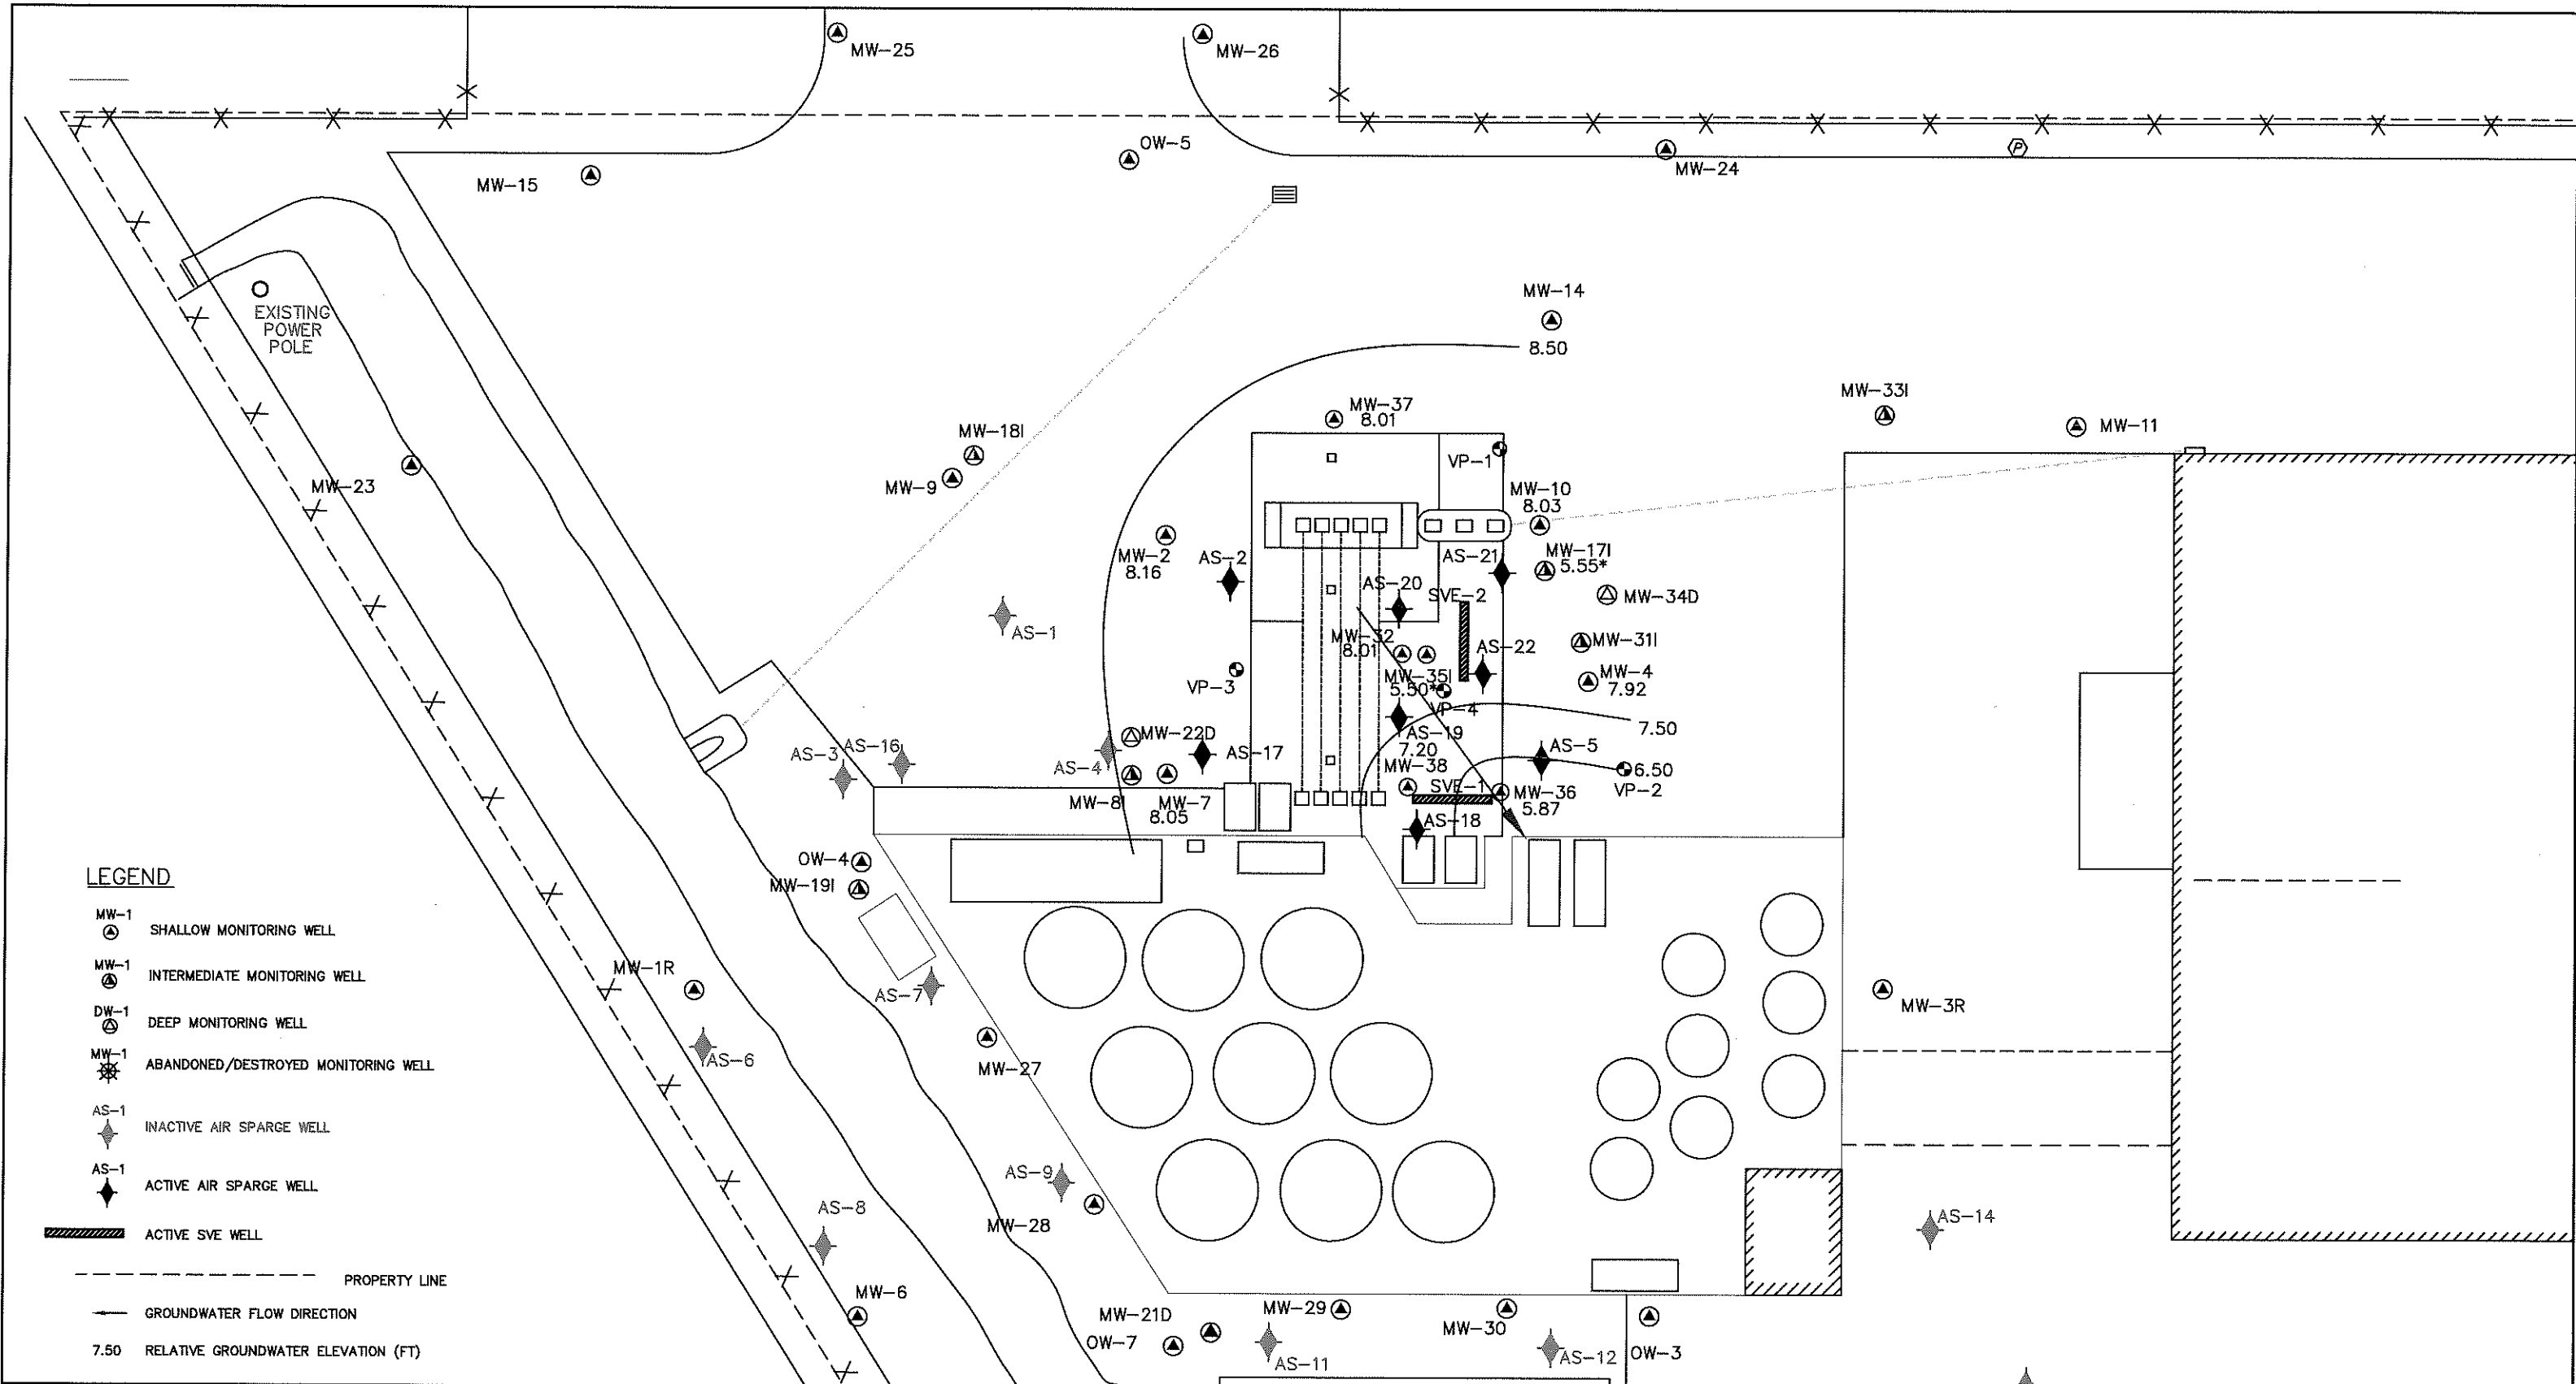 MW-25
MW-26
OW-5
MW-15
MW-24
P
EXISTING
POWER
POLE
MW-14
8.50
MW-33I
MW-11
MW-37
8.01
MW-18I
MW-9
VP-1
MW-23
MW-10
8.03
MW-2
8.16
AS-2
AS-21
MW-17I
5.55*
AS-20
SVE-2
MW-34D
AS-1
MW-32
8.01
MW-31I
AS-22
MW-4
7.92
MW-35I
5.50*
VP-3
VP-4
7.50
AS-3
AS-16
MW-22D
AS-4
AS-17
AS-19
7.20
MW-38
AS-5
6.50
VP-2
SVE-1
MW-36
5.87
MW-8I
MW-7
8.05
AS-18
OW-4
MW-19I
LEGEND
MW-1
SHALLOW MONITORING WELL
MW-1
INTERMEDIATE MONITORING WELL
DW-1
DEEP MONITORING WELL
MW-1
ABANDONED/DESTROYED MONITORING WELL
AS-1
INACTIVE AIR SPARGE WELL
AS-1
ACTIVE AIR SPARGE WELL
ACTIVE SVE WELL
PROPERTY LINE
GROUNDWATER FLOW DIRECTION
7.50 RELATIVE GROUNDWATER ELEVATION (FT)
MW-1R
AS-7
MW-3R
AS-6
MW-27
AS-9
AS-8
MW-28
AS-14
MW-6
MW-21D
MW-29
MW-30
OW-7
AS-11
AS-12
OW-3